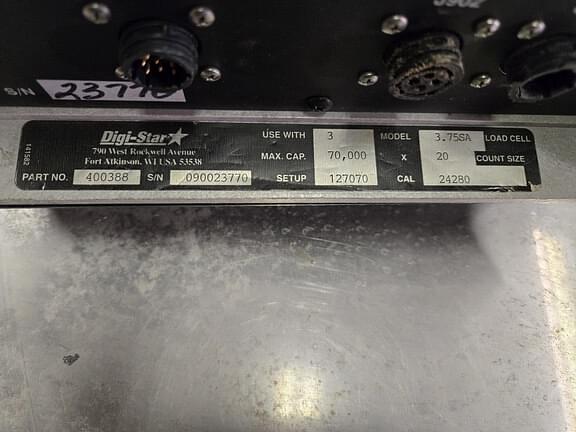 S/N 23770
Digi-Star
790 West Rockwell Avenue
Fort Atkinson, WI USA 53538
PART NO. 400388 S/N 090023770
USE WITH 3 MODEL 3.75SA LOAD CELL
MAX. CAP. 70,000 X 20 COUNT SIZE
SETUP 127070 CAL 24280